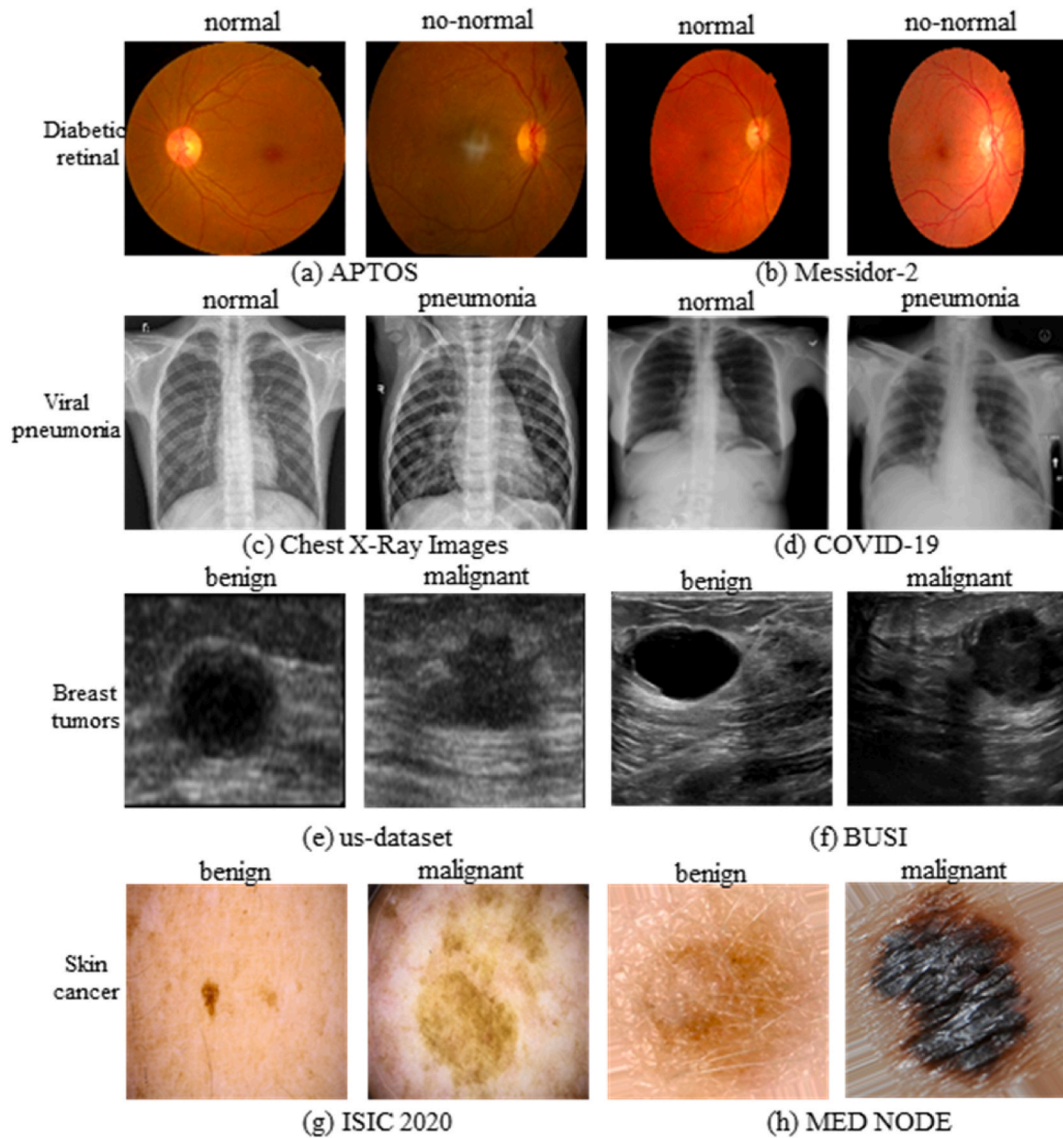 normal no-normal normal no-normal
Diabetic
retinal
(a) APTOS (b) Messidor-2
normal pneumonia normal pneumonia
Viral
pneumonia
(c) Chest X-Ray Images (d) COVID-19
benign malignant benign malignant
Breast
tumors
(e) us-dataset (f) BUSI
benign malignant benign malignant
Skin
cancer
(g) ISIC 2020 (h) MED NODE